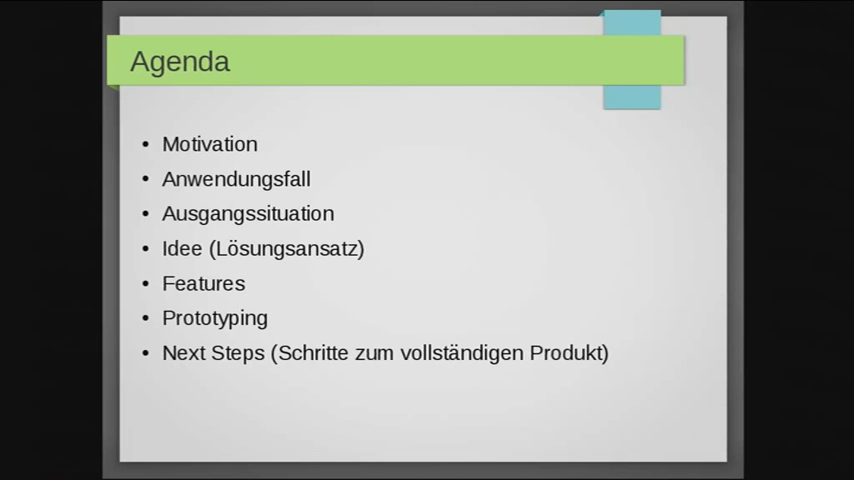 Agenda
• Motivation
• Anwendungsfall
• Ausgangssituation
• Idee (Lösungsansatz)
• Features
• Prototyping
• Next Steps (Schritte zum vollständigen Produkt)